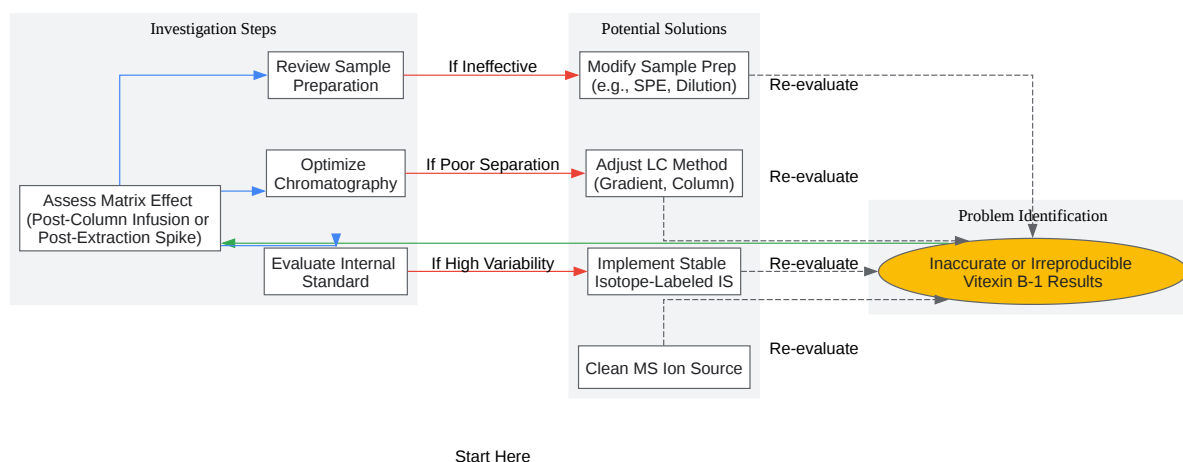 Investigation Steps
Potential Solutions
Review Sample
Preparation
If Ineffective
Modify Sample Prep
(e.g., SPE, Dilution)
Re-evaluate
Optimize
Chromatography
If Poor Separation
Adjust LC Method
(Gradient, Column)
Re-evaluate
Assess Matrix Effect
(Post-Column Infusion or
Post-Extraction Spike)
Problem Identification
Evaluate Internal
Standard
If High Variability
Implement Stable
Isotope-Labeled IS
Re-evaluate
Inaccurate or Irreproducible
Vitexin B-1 Results
Clean MS Ion Source
Re-evaluate
Start Here